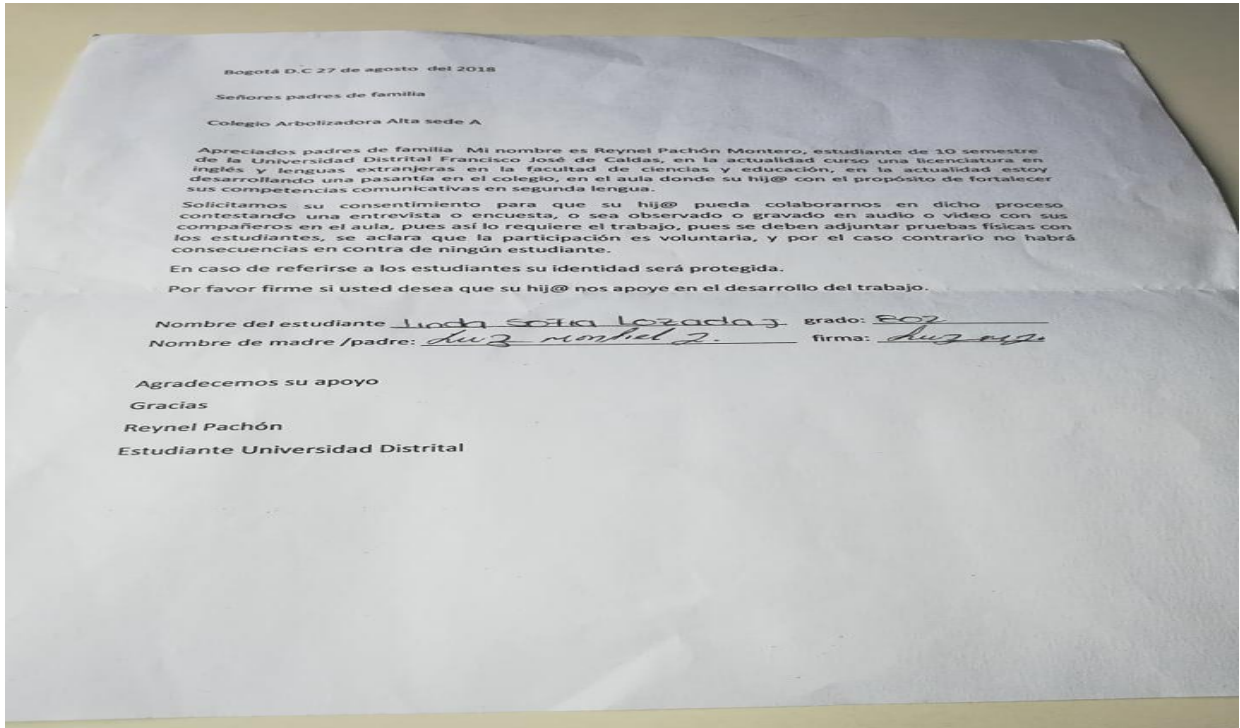 Bogotá D.C 27 de agosto del 2018
Señores padres de familia
Colegio Arbolizadora Alta sede A
Apreciados padres de familia Mi nombre es Reynel Pachón Montero, estudiante de 10 semestre
de la Universidad Distrital Francisco José de Caldas, en la actualidad curso una licenciatura en
inglés y lenguas extranjeras en la facultad de ciencias y educación, en la actualidad estoy
desarrollando una pasantía en el colegio, en el aula donde su hij@ con el propósito de fortalecer
sus competencias comunicativas en segunda lengua.
Solicitamos su consentimiento para que su hij@ pueda colaborarnos en dicho proceso
contestando una entrevista o encuesta, o sea observado o gravado en audio o video con sus
compañeros en el aula, pues así lo requiere el trabajo, pues se deben adjuntar pruebas físicas con
los estudiantes, se aclara que la participación es voluntaria, y por el caso contrario no habrá
consecuencias en contra de ningún estudiante.
En caso de referirse a los estudiantes su identidad será protegida.
Por favor firme si usted desea que su hij@ nos apoye en el desarrollo del trabajo.
Nombre del estudiante Linda Sofia Lozada J grado: 802
Nombre de madre /padre: Luz Montiel firma: Luz
Agradecemos su apoyo
Gracias
Reynel Pachón
Estudiante Universidad Distrital